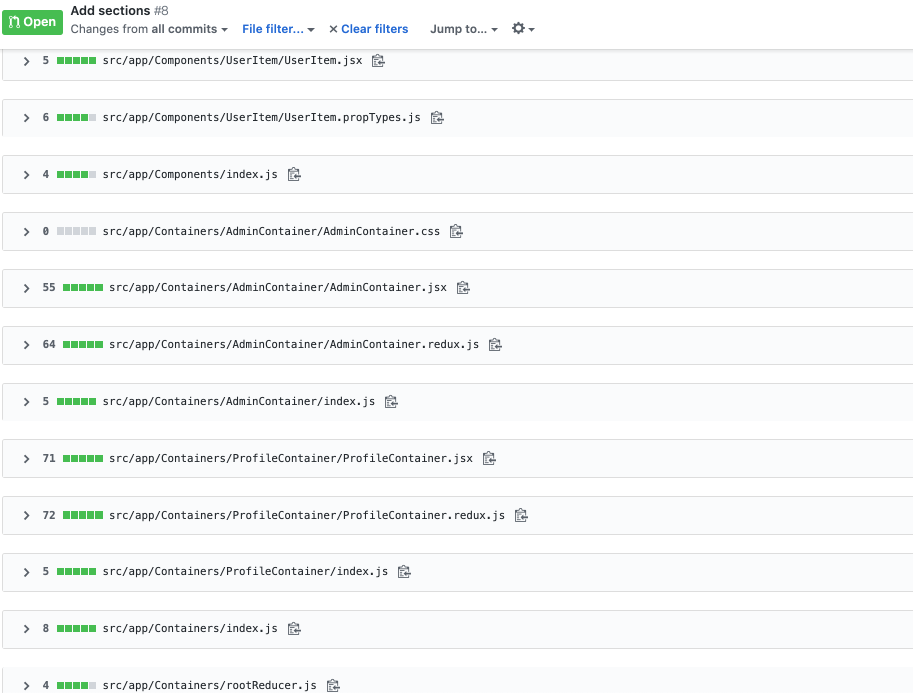 Open
Add sections #8
Changes from all commits File filter... Clear filters Jump to...
5 src/app/Components/UserItem/UserItem.jsx
6 src/app/Components/UserItem/UserItem.propTypes.js
4 src/app/Components/index.js
0 src/app/Containers/AdminContainer/AdminContainer.css
55 src/app/Containers/AdminContainer/AdminContainer.jsx
64 src/app/Containers/AdminContainer/AdminContainer.redux.js
5 src/app/Containers/AdminContainer/index.js
71 src/app/Containers/ProfileContainer/ProfileContainer.jsx
72 src/app/Containers/ProfileContainer/ProfileContainer.redux.js
5 src/app/Containers/ProfileContainer/index.js
8 src/app/Containers/index.js
4 src/app/Containers/rootReducer.js